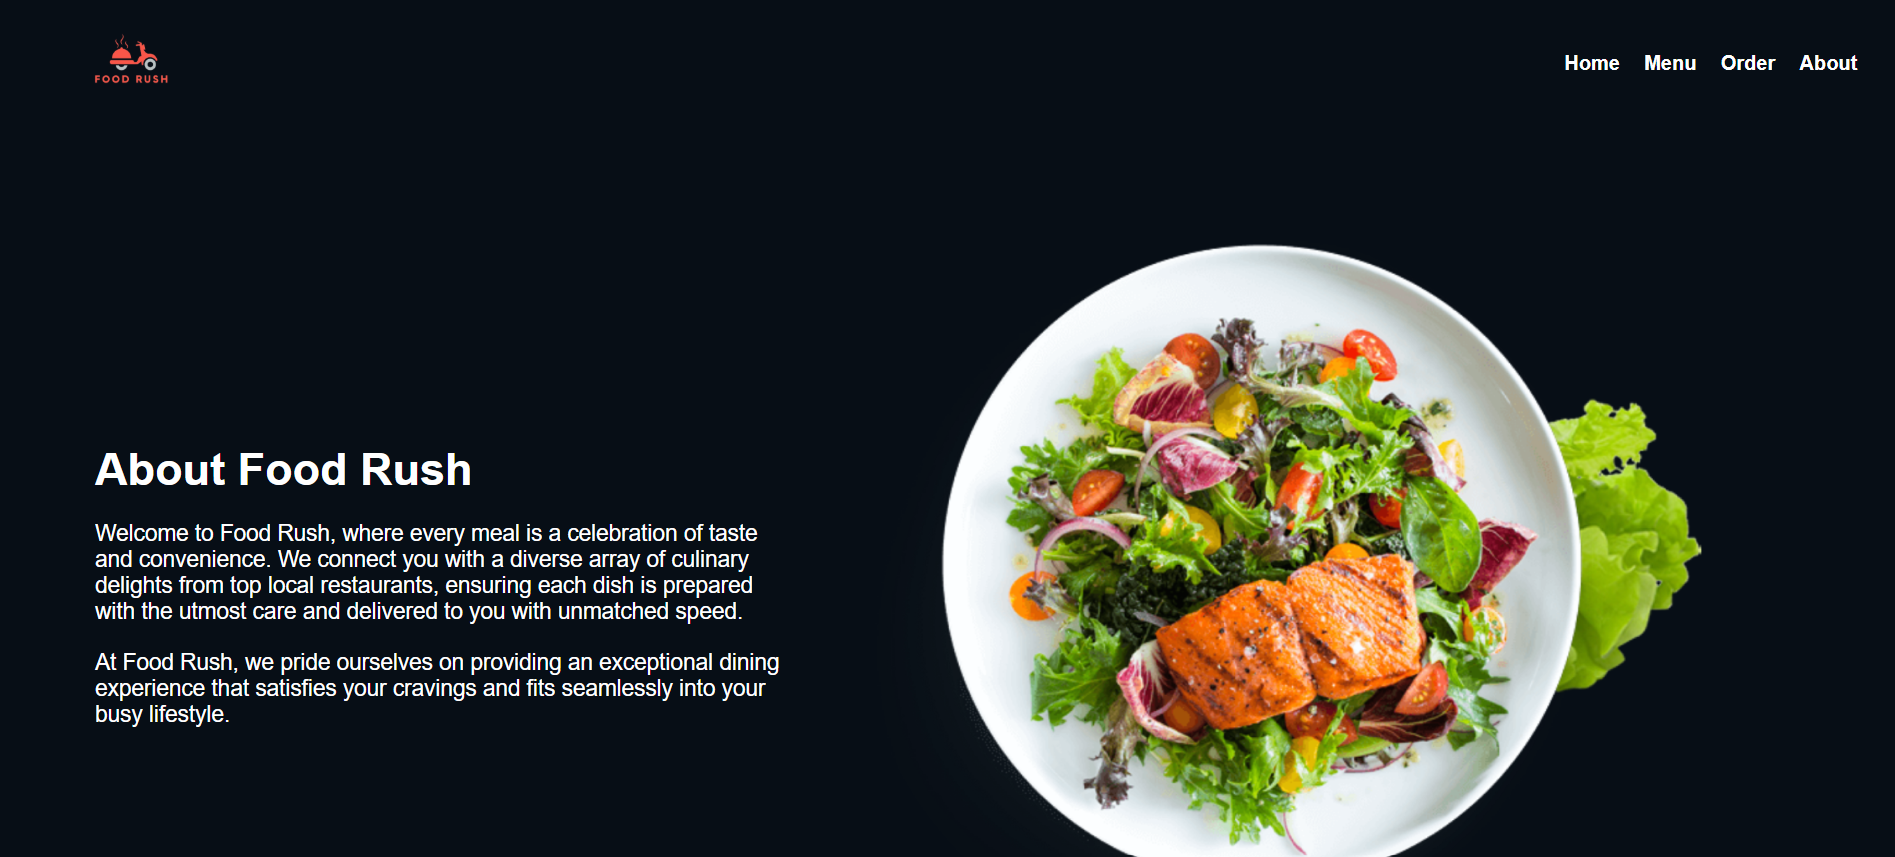 FOOD RUSH
Home Menu Order About
About Food Rush
Welcome to Food Rush, where every meal is a celebration of taste
and convenience. We connect you with a diverse array of culinary
delights from top local restaurants, ensuring each dish is prepared
with the utmost care and delivered to you with unmatched speed.
At Food Rush, we pride ourselves on providing an exceptional dining
experience that satisfies your cravings and fits seamlessly into your
busy lifestyle.